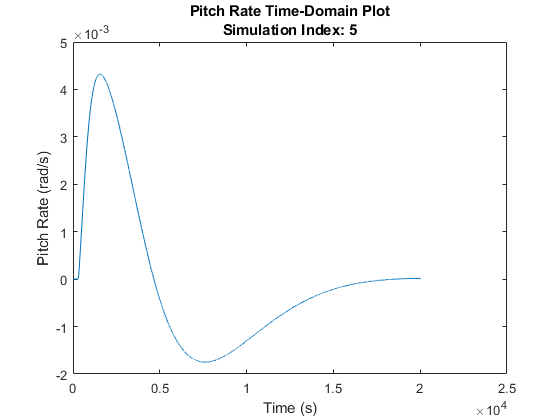 Pitch Rate Time-Domain Plot
Simulation Index: 5
×10⁻³
5
4
3
2
1
0
-1
-2
Pitch Rate (rad/s)
0 0.5 1 1.5 2 2.5
Time (s)
×10⁴